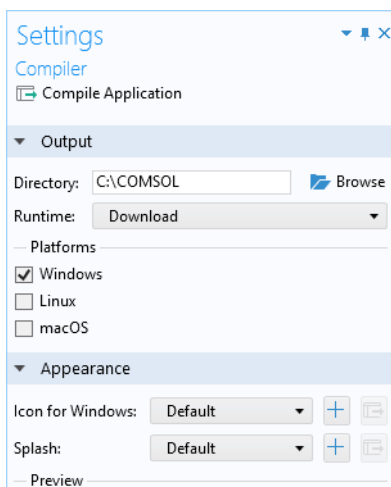 Settings
Compiler
Compile Application
Output
Directory: C:\COMSOL Browse
Runtime: Download
Platforms
Windows
Linux
macOS
Appearance
Icon for Windows: Default
Splash: Default
Preview